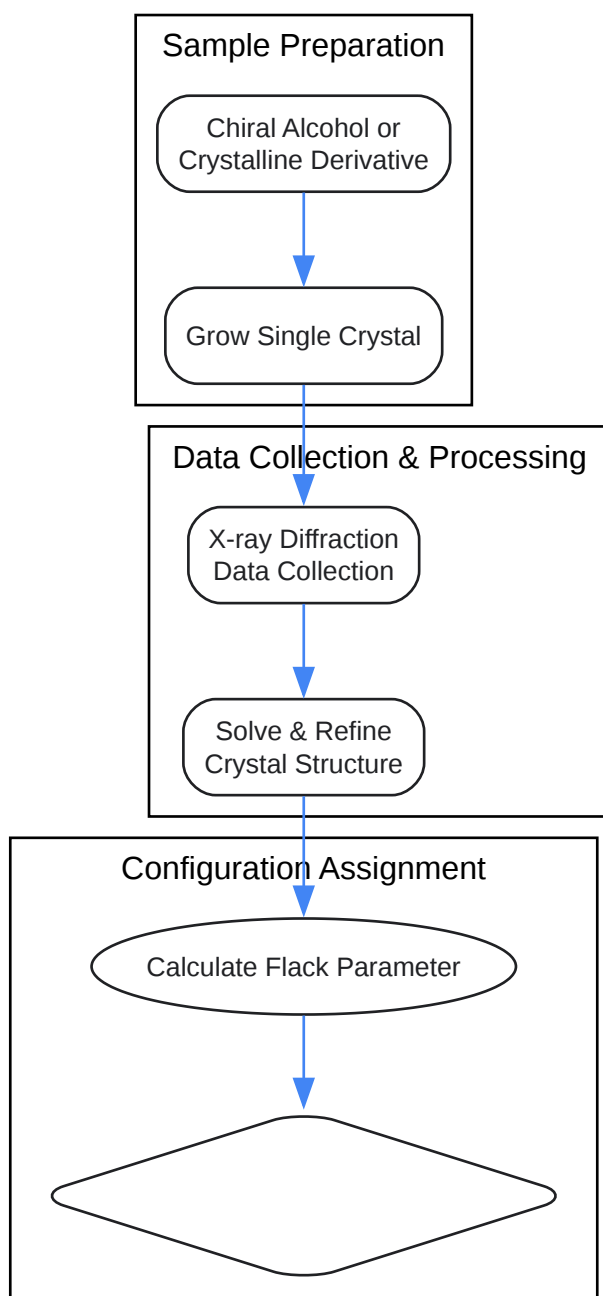 Sample Preparation
Chiral Alcohol or
Crystalline Derivative
Grow Single Crystal
Data Collection & Processing
X-ray Diffraction
Data Collection
Solve & Refine
Crystal Structure
Configuration Assignment
Calculate Flack Parameter